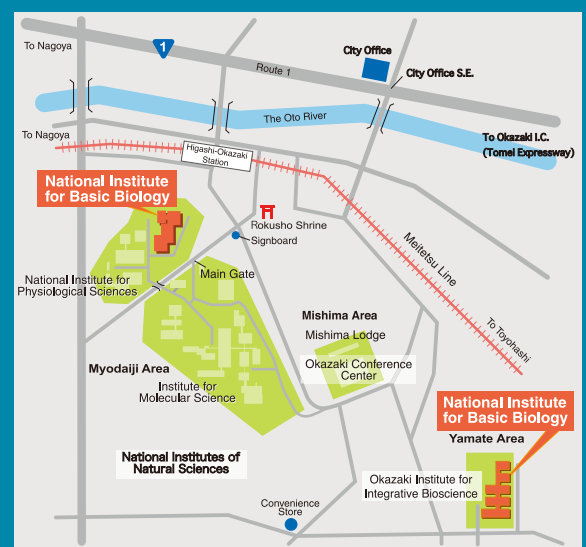 To Nagoya
1
Route 1
City Office
City Office S.E.
The Oto River
To Nagoya
Higashi-Okazaki
Station
To Okazaki I.C.
(Tomei Expressway)
National Institute
for Basic Biology
Rokusho Shrine
Signboard
Meitetsu Line
Main Gate
National Institute for
Physiological Sciences
Mishima Area
Mishima Lodge
To Toyohashi
Okazaki Conference
Center
Myodaiji Area
Institute for
Molecular Science
National Institute
for Basic Biology
Yamate Area
National Institutes of
Natural Sciences
Okazaki Institute for
Integrative Bioscience
Convenience
Store